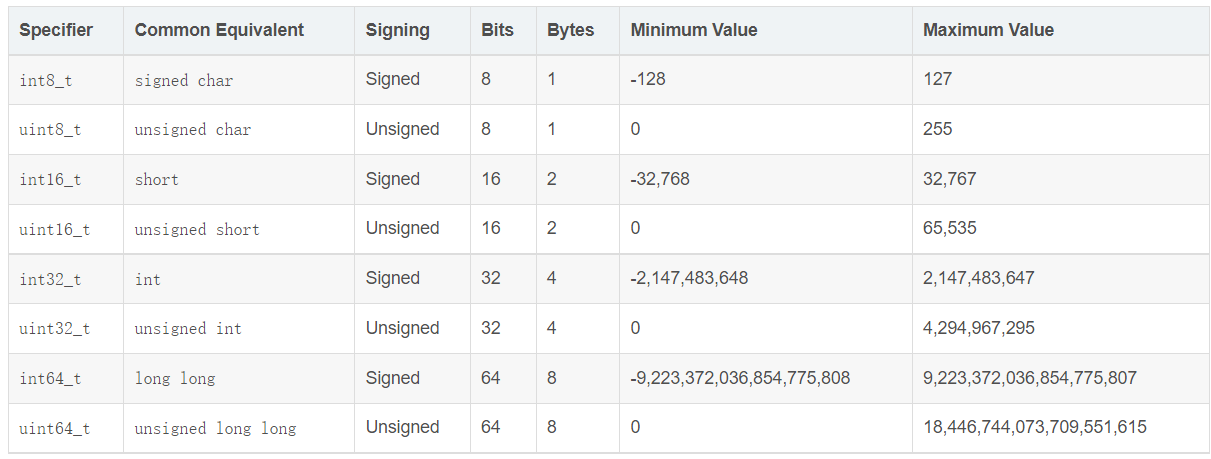 Specifier Common Equivalent Signing Bits Bytes Minimum Value Maximum Value
int8_t signed char Signed 8 1 -128 127
uint8_t unsigned char Unsigned 8 1 0 255
int16_t short Signed 16 2 -32,768 32,767
uint16_t unsigned short Unsigned 16 2 0 65,535
int32_t int Signed 32 4 -2,147,483,648 2,147,483,647
uint32_t unsigned int Unsigned 32 4 0 4,294,967,295
int64_t long long Signed 64 8 -9,223,372,036,854,775,808 9,223,372,036,854,775,807
uint64_t unsigned long long Unsigned 64 8 0 18,446,744,073,709,551,615